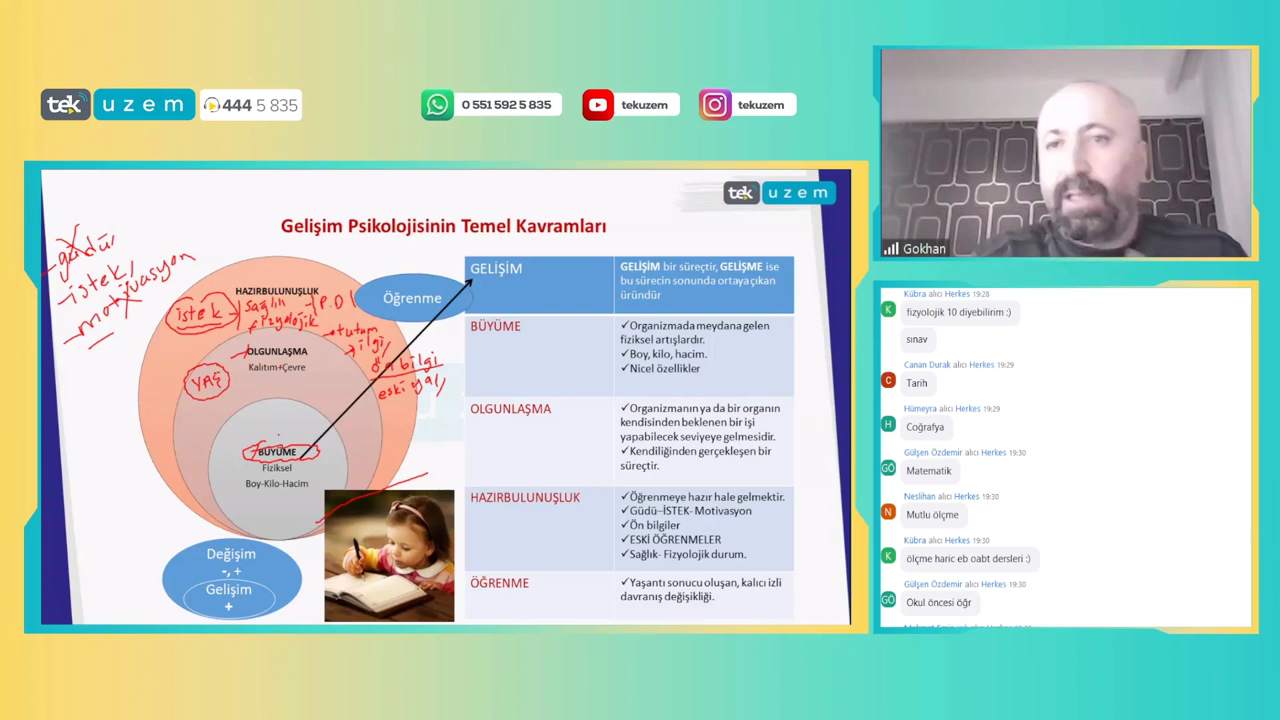 tek uzem 444 5 835
0 551 592 5 835
tekuzem
tekuzem
tek uzem
Gelişim Psikolojisinin Temel Kavramları
güdü
-istek
-motivasyon
HAZIRBULUNUŞLUK
istek
sağlık
fizyolojik
OLGUNLAŞMA
Kalıtım+Çevre
YAŞ
tutum
ilgi
bilgi
eski
BÜYÜME
Fiziksel
Boy-Kilo-Hacim
Öğrenme
Değişim
-, +
Gelişim
+
GELİŞİM
GELİŞİM bir süreçtir, GELİŞME ise
bu sürecin sonunda ortaya çıkan
üründür
BÜYÜME
✓Organizmada meydana gelen
fiziksel artışlardır.
✓Boy, kilo, hacim.
✓Nicel özellikler
OLGUNLAŞMA
✓Organizmanın ya da bir organın
kendisinden beklenen bir işi
yapabilecek seviyeye gelmesidir.
✓Kendiliğinden gerçekleşen bir
süreçtir.
HAZIRBULUNUŞLUK
✓Öğrenmeye hazır hale gelmektir.
✓Güdü–İSTEK- Motivasyon
✓Ön bilgiler
✓ESKİ ÖĞRENMELER
✓Sağlık- Fizyolojik durum.
ÖĞRENME
✓Yaşantı sonucu oluşan, kalıcı izli
davranış değişikliği.
Gokhan
Kübra alıcı Herkes 19:28
K
fizyolojik 10 diyebilirim :)
sınav
Canan Durak alıcı Herkes 19:29
C
Tarih
Hümeyra alıcı Herkes 19:29
H
Coğrafya
Gülşen Özdemir alıcı Herkes 19:30
GÖ
Matematik
Neslihan alıcı Herkes 19:30
N
Mutlu ölçme
Kübra alıcı Herkes 19:30
K
ölçme haric eb oabt dersleri :)
Gülşen Özdemir alıcı Herkes 19:30
GÖ
Okul öncesi öğr